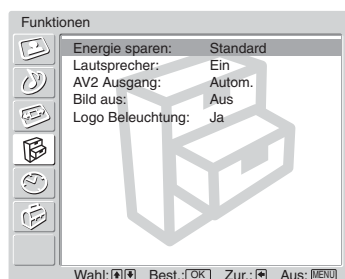 Funktionen
Energie sparen: Standard
Lautsprecher: Ein
AV2 Ausgang: Autom.
Bild aus: Aus
Logo Beleuchtung: Ja
Wahl: Best.: OK Zur.: Aus: MENU